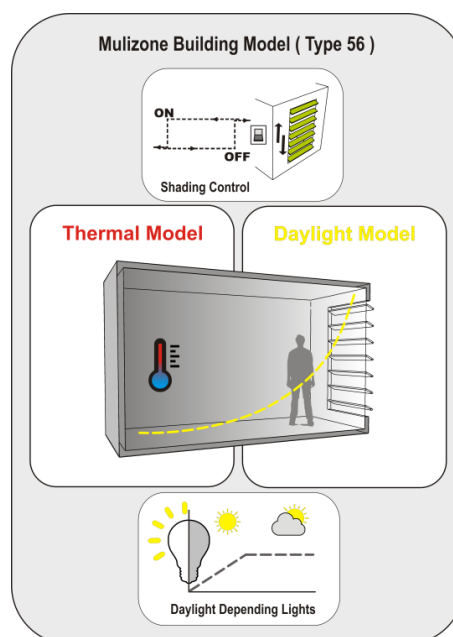 Mulizone Building Model ( Type 56 )
ON
OFF
Shading Control
Thermal Model
Daylight Model
Daylight Depending Lights